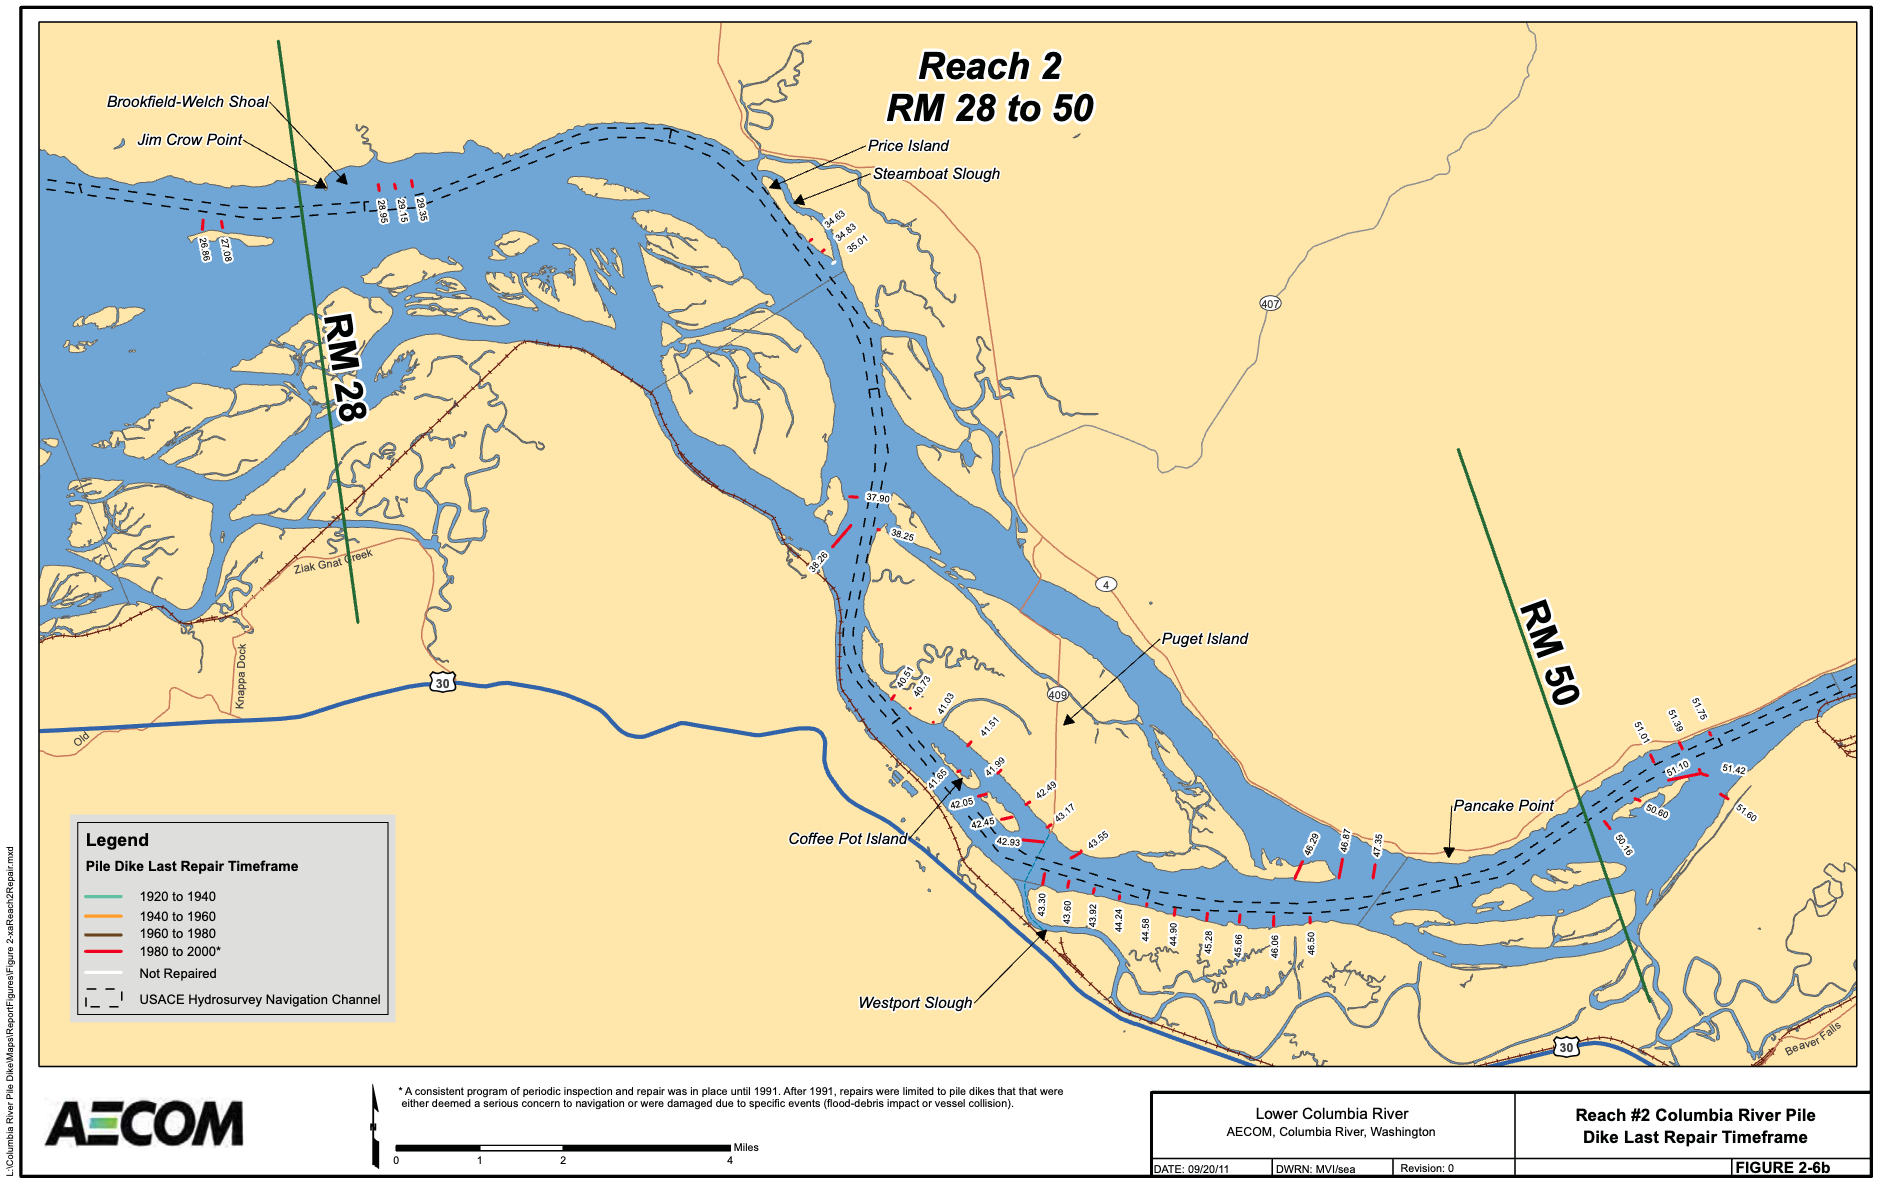 Reach 2
RM 28 to 50
Brookfield-Welch Shoal
Jim Crow Point
Price Island
Steamboat Slough
28.95
29.15
29.35
26.86
27.08
34.63
34.83
35.01
407
RM 28
37.90
38.25
38.26
Ziak Gnat Creek
4
Knappa Dock
30
Old
Puget Island
409
RM 50
40.51
40.73
41.03
41.51
41.65
41.99
42.05
42.49
42.45
43.17
42.93
43.55
Coffee Pot Island
Pancake Point
46.29
46.87
47.35
51.01
51.39
51.75
51.10
51.42
50.60
51.60
50.16
43.30
43.60
43.92
44.24
44.58
44.90
45.28
45.66
46.06
46.50
Westport Slough
30
Beaver Falls
Legend
Pile Dike Last Repair Timeframe
1920 to 1940
1940 to 1960
1960 to 1980
1980 to 2000*
Not Repaired
USACE Hydrosurvey Navigation Channel
L:\Columbia River Pile Dike\Maps\Report\Figures\Figure 2-xaReach2Repair.mxd
AECOM
* A consistent program of periodic inspection and repair was in place until 1991. After 1991, repairs were limited to pile dikes that that were
either deemed a serious concern to navigation or were damaged due to specific events (flood-debris impact or vessel collision).
Miles
0 1 2 4
Lower Columbia River
AECOM, Columbia River, Washington
DATE: 09/20/11
DWRN: MVI/sea
Revision: 0
Reach #2 Columbia River Pile
Dike Last Repair Timeframe
FIGURE 2-6b